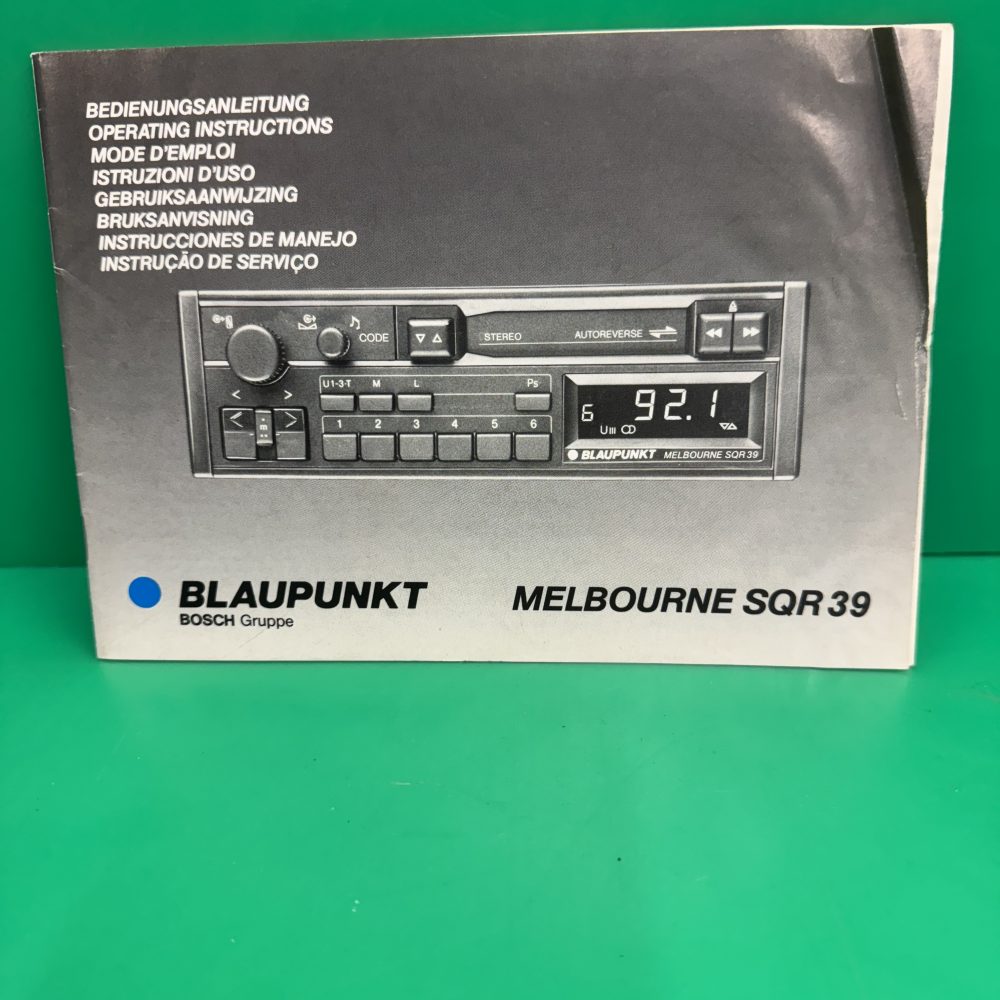 BEDIENUNGSANLEITUNG
OPERATING INSTRUCTIONS
MODE D'EMPLOI
ISTRUZIONI D'USO
GEBRUIKSAANWIJZING
BRUKSANVISNING
INSTRUCCIONES DE MANEJO
INSTRUÇÃO DE SERVIÇO
CODE
STEREO
AUTOREVERSE
U1-3·T M L Ps
1 2 3 4 5 6
m
6 92.1
UIII
BLAUPUNKT MELBOURNE SQR 39
BLAUPUNKT MELBOURNE SQR 39
BOSCH Gruppe